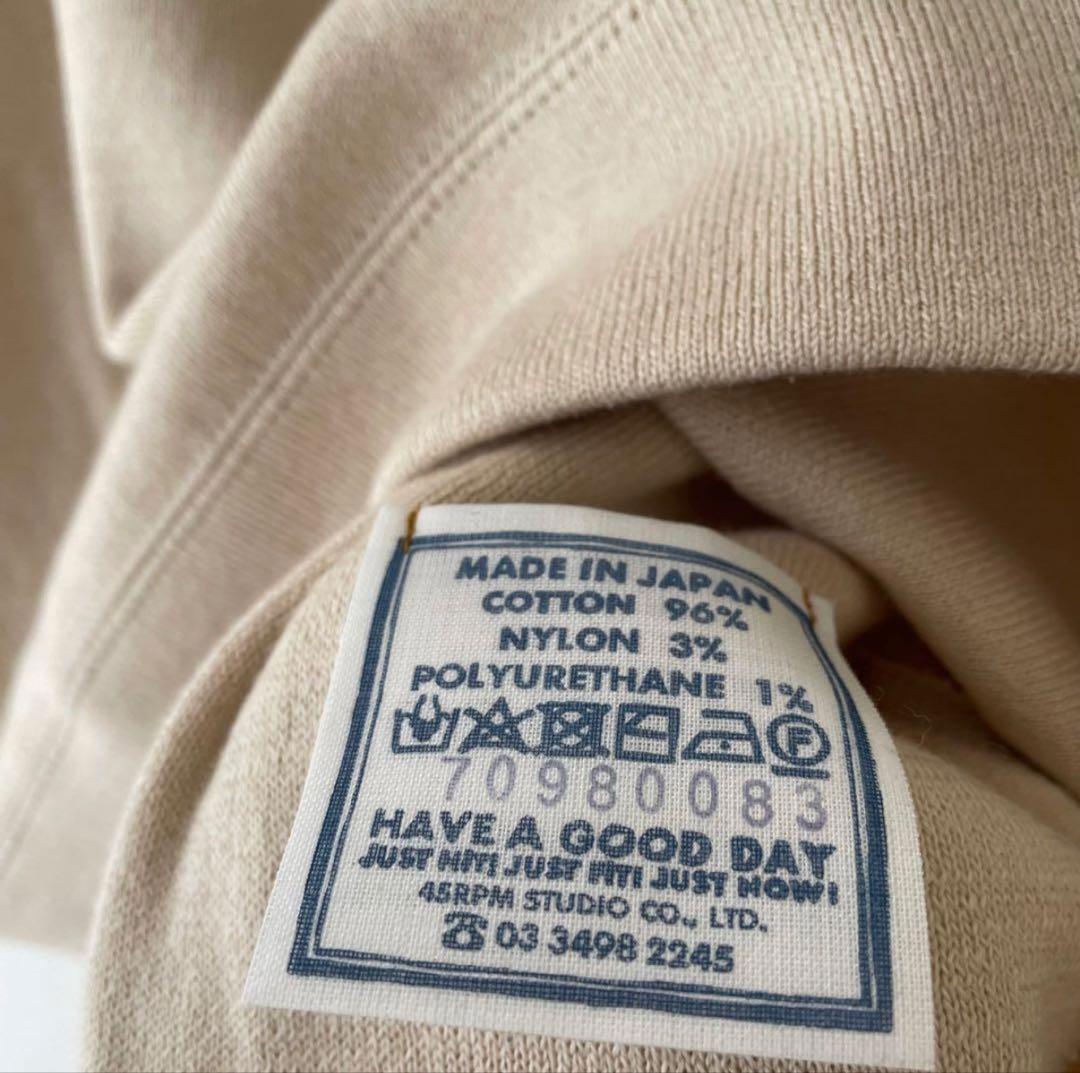 MADE IN JAPAN
COTTON 96%
NYLON 3%
POLYURETHANE 1%
F
70980083
HAVE A GOOD DAY
JUST HIT! JUST FIT! JUST NOW!
45RPM STUDIO CO., LTD.
☎ 03 3498 2245